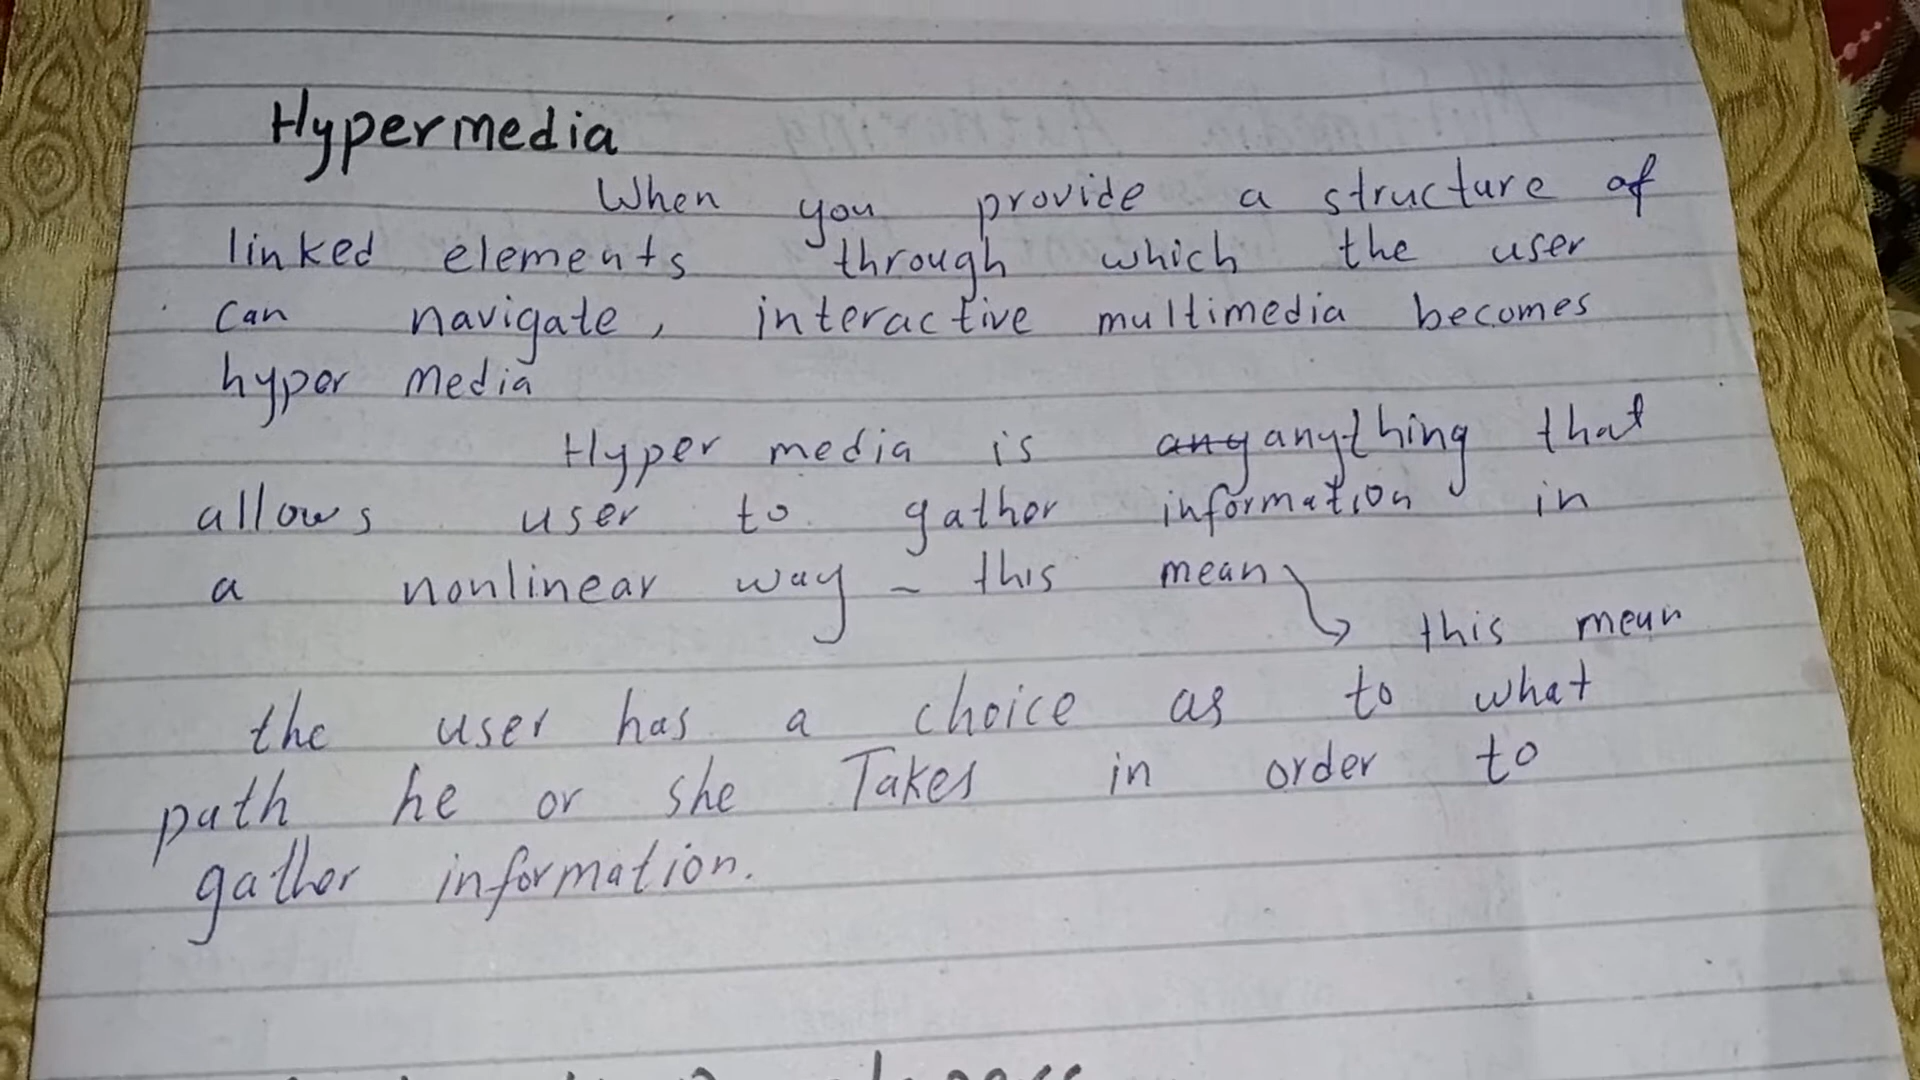 Hypermedia
When you provide a structure of
linked elements through which the user
can navigate, interactive multimedia becomes
hyper media
Hyper media is any anything that
allows user to gather information in
a nonlinear way - this mean
this mean
the user has a choice as to what
path he or she Takes in order to
gather information.